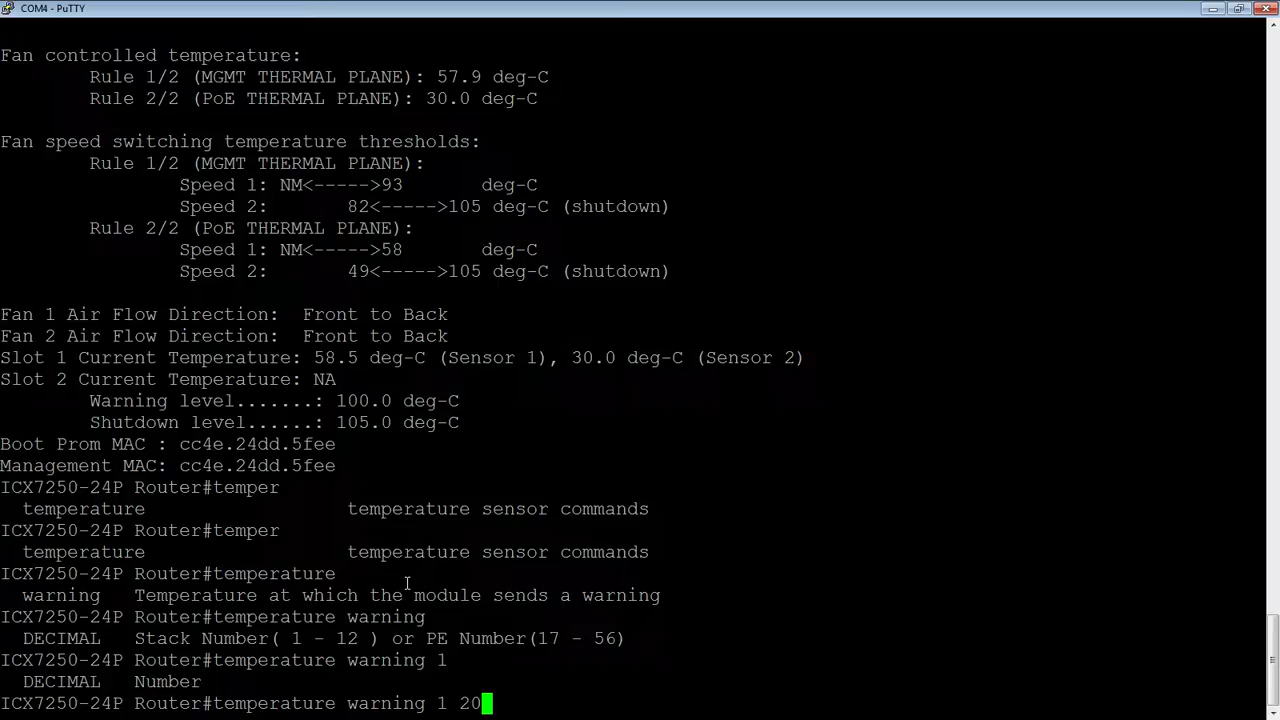 COM4 - PuTTY
Fan controlled temperature:
Rule 1/2 (MGMT THERMAL PLANE): 57.9 deg-C
Rule 2/2 (PoE THERMAL PLANE): 30.0 deg-C
Fan speed switching temperature thresholds:
Rule 1/2 (MGMT THERMAL PLANE):
Speed 1: NM<----->93 deg-C
Speed 2: 82<----->105 deg-C (shutdown)
Rule 2/2 (PoE THERMAL PLANE):
Speed 1: NM<----->58 deg-C
Speed 2: 49<----->105 deg-C (shutdown)
Fan 1 Air Flow Direction: Front to Back
Fan 2 Air Flow Direction: Front to Back
Slot 1 Current Temperature: 58.5 deg-C (Sensor 1), 30.0 deg-C (Sensor 2)
Slot 2 Current Temperature: NA
Warning level.......: 100.0 deg-C
Shutdown level......: 105.0 deg-C
Boot Prom MAC : cc4e.24dd.5fee
Management MAC: cc4e.24dd.5fee
ICX7250-24P Router#temper
temperature temperature sensor commands
ICX7250-24P Router#temper
temperature temperature sensor commands
ICX7250-24P Router#temperature
warning Temperature at which the module sends a warning
ICX7250-24P Router#temperature warning
DECIMAL Stack Number( 1 - 12 ) or PE Number(17 - 56)
ICX7250-24P Router#temperature warning 1
DECIMAL Number
ICX7250-24P Router#temperature warning 1 20